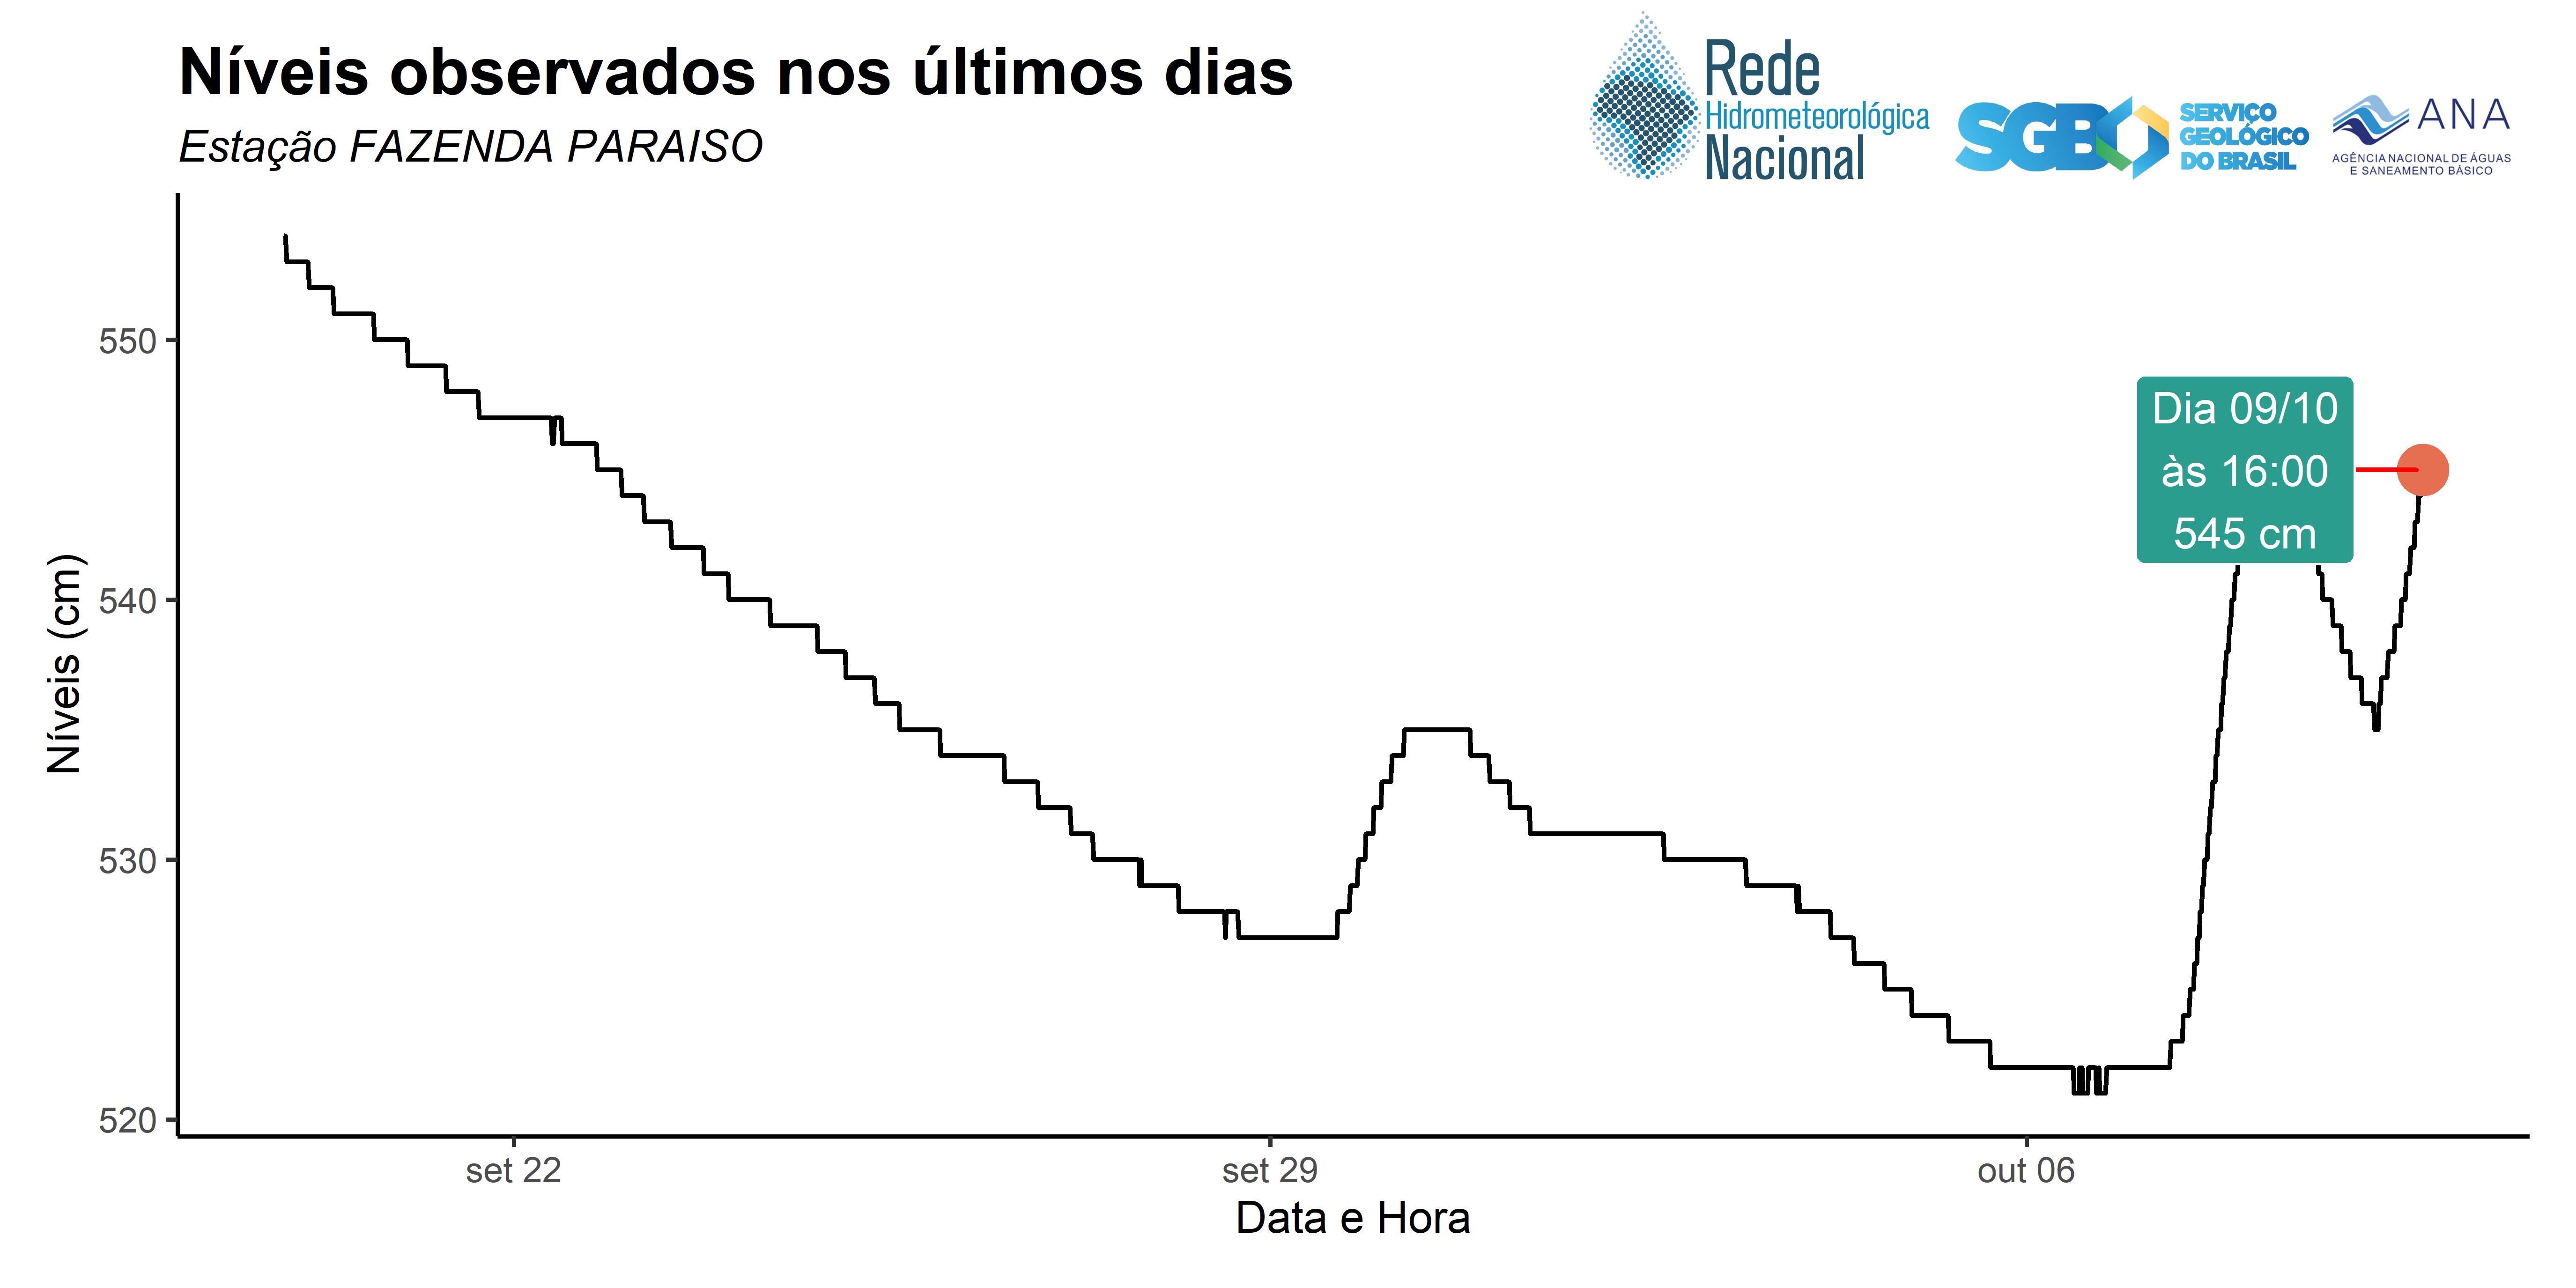 Níveis observados nos últimos dias
Estação FAZENDA PARAISO
Rede
Hidrometeorológica
Nacional
SGB
SERVIÇO
GEOLÓGICO
DO BRASIL
ANA
AGÊNCIA NACIONAL DE ÁGUAS
E SANEAMENTO BÁSICO
Níveis (cm)
550
540
530
520
Dia 09/10
às 16:00
545 cm
set 22
set 29
out 06
Data e Hora